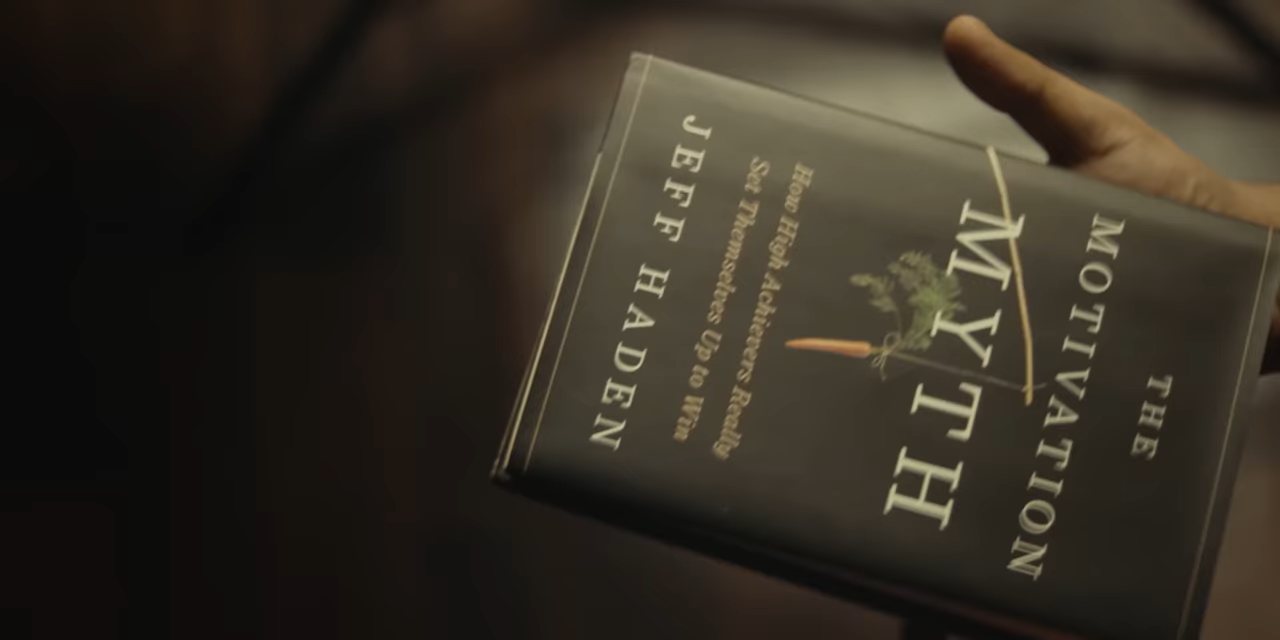 THE
MOTIVATION
MYTH
How High Achievers Really
Set Themselves Up to Win
JEFF HADEN